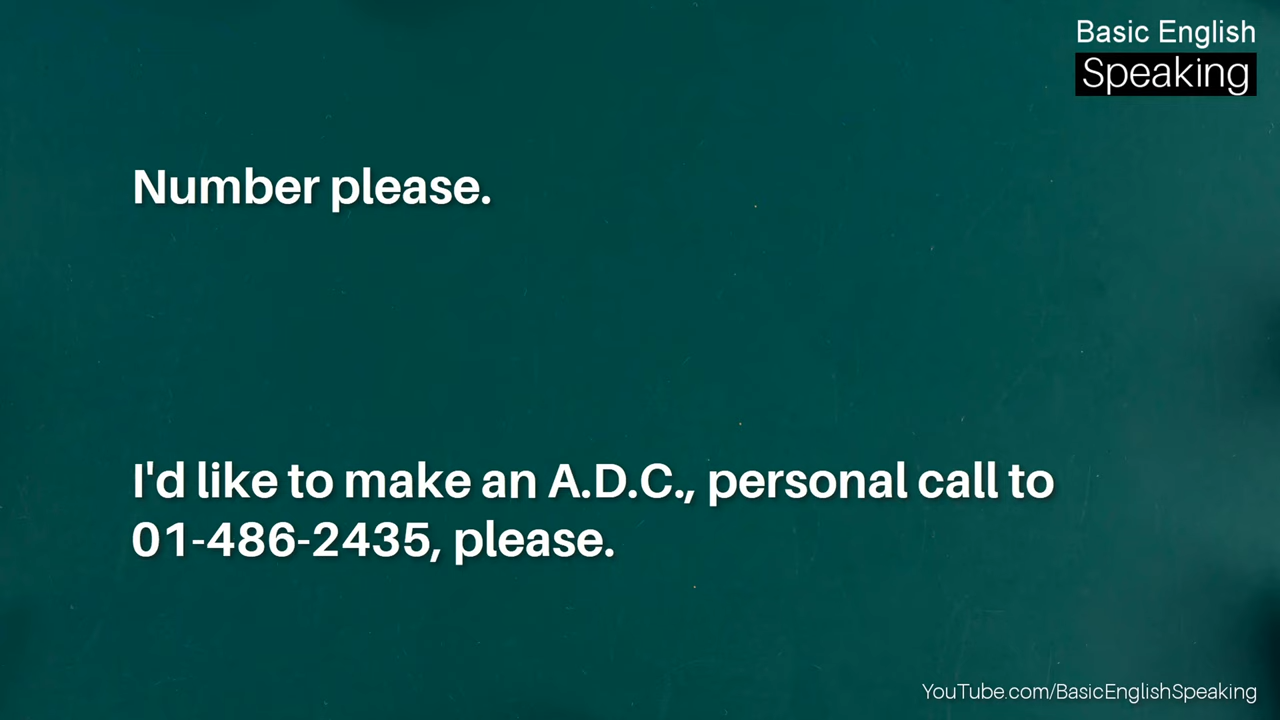 Basic English
Speaking
Number please.
I'd like to make an A.D.C., personal call to
01-486-2435, please.
YouTube.com/BasicEnglishSpeaking